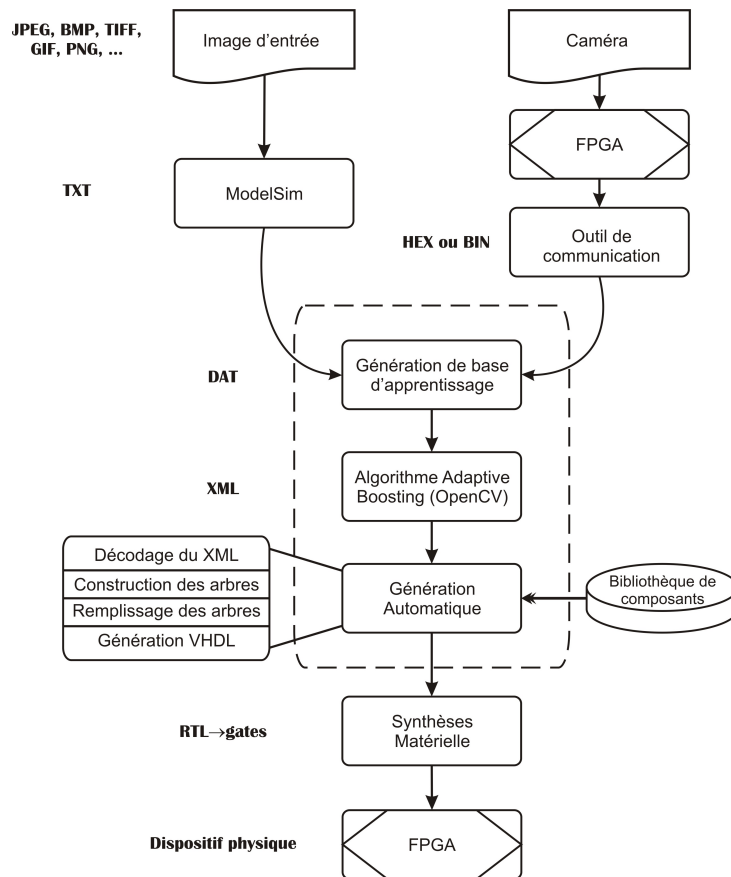 JPEG, BMP, TIFF,
GIF, PNG, ...
Image d'entrée
Caméra
FPGA
TXT
ModelSim
HEX ou BIN
Outil de
communication
DAT
Génération de base
d'apprentissage
XML
Algorithme Adaptive
Boosting (OpenCV)
Décodage du XML
Construction des arbres
Remplissage des arbres
Génération VHDL
Génération
Automatique
Bibliothèque de
composants
RTL→gates
Synthèses
Matérielle
Dispositif physique
FPGA